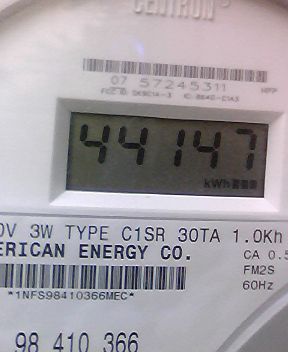 CENTRON®
07 57245311
44147
kWh
0V 3W TYPE C1SR 30TA 1.0Kh
ERICAN ENERGY CO.
CA 0.5
FM2S
*1NFS98410366MEC*
60Hz
98 410 366